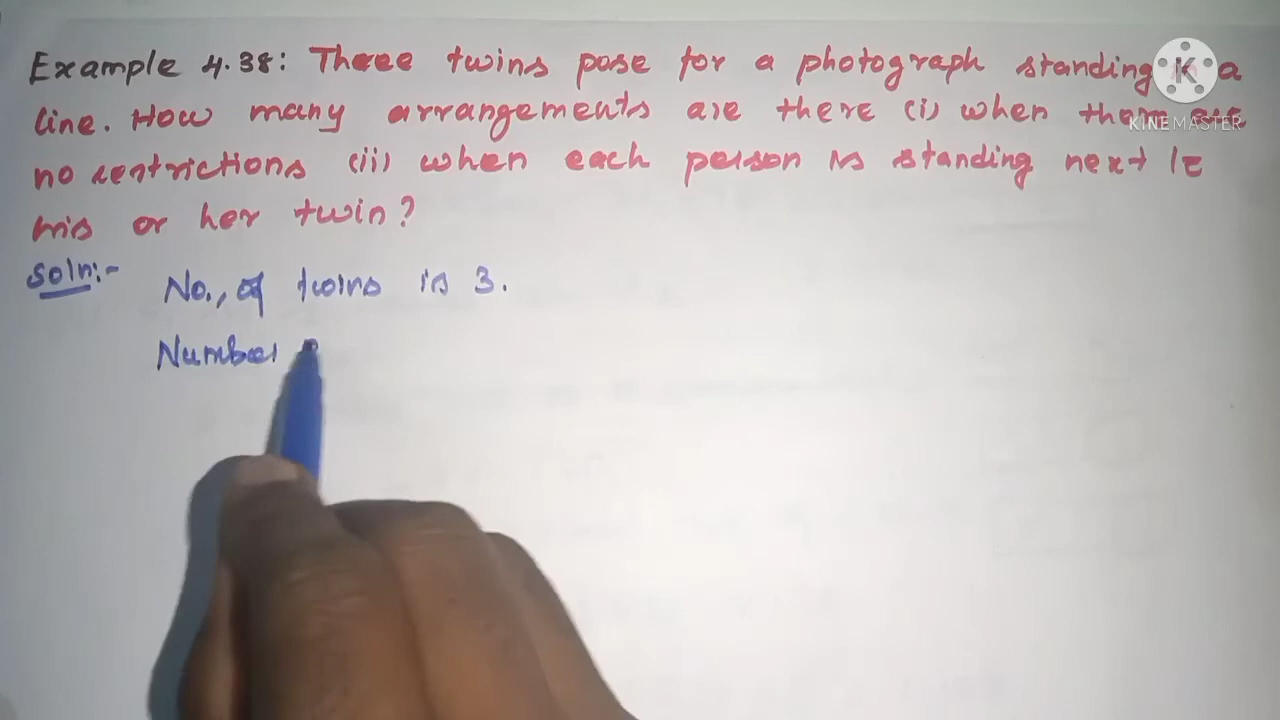 Example 4.38: Three twins pose for a photograph standing in a
line. How many arrangements are there (i) when there are
no restrictions (ii) when each person is standing next to
his or her twin?
Soln:-
No., of twins is 3.
Number
K
KINEMASTER